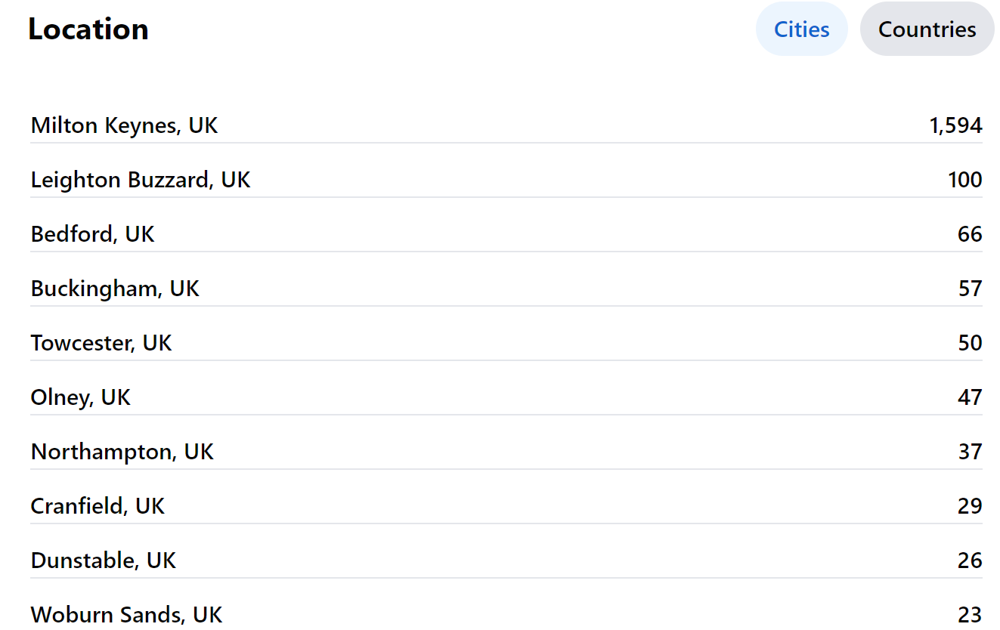 Location
Cities Countries
Milton Keynes, UK 1,594
Leighton Buzzard, UK 100
Bedford, UK 66
Buckingham, UK 57
Towcester, UK 50
Olney, UK 47
Northampton, UK 37
Cranfield, UK 29
Dunstable, UK 26
Woburn Sands, UK 23